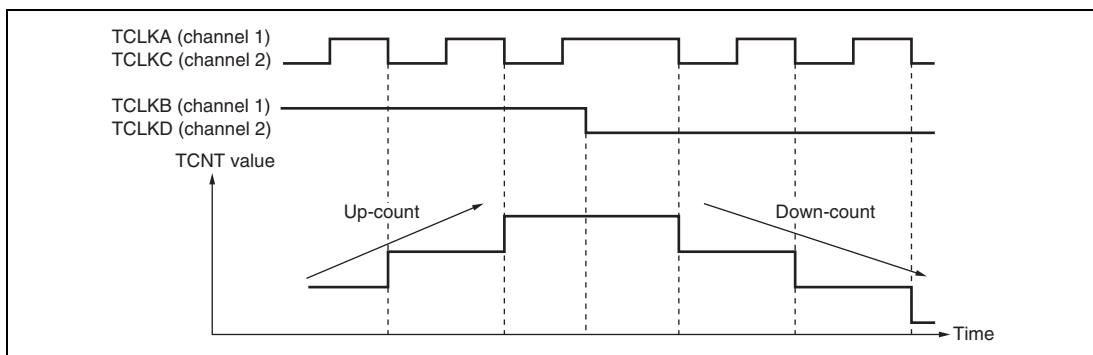 TCLKA (channel 1)
TCLKC (channel 2)
TCLKB (channel 1)
TCLKD (channel 2)
TCNT value
Up-count
Down-count
Time